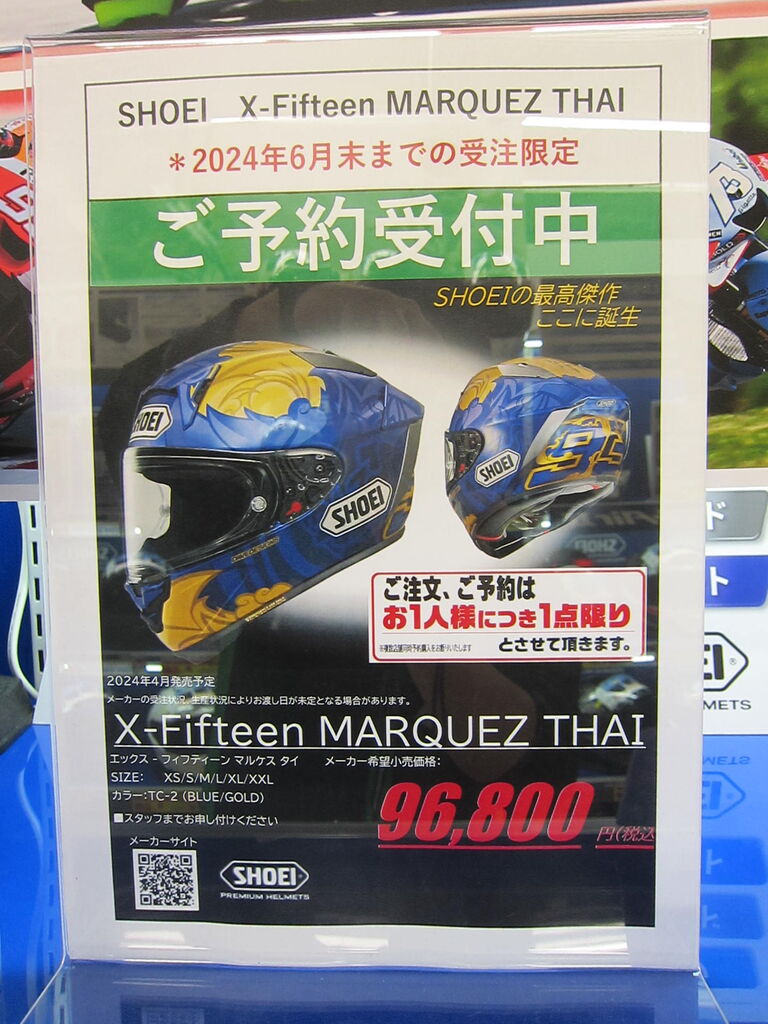 SHOEI X-Fifteen MARQUEZ THAI
＊2024年6月末までの受注限定
ご予約受付中
SHOEIの最高傑作
ここに誕生
SHOEI
SHOEI
SHOEI
ご注文、ご予約は
お1人様につき1点限り
とさせて頂きます。
2024年4月発売予定
メーカーの受注状況、生産状況によりお渡し日が未定となる場合があります。
X-Fifteen MARQUEZ THAI
エックス - フィフティーン マルケス タイ メーカー希望小売価格：
SIZE： XS/S/M/L/XL/XXL
カラー：TC-2 (BLUE/GOLD)
96,800 円(税込
■スタッフまでお申し付けください
メーカーサイト
SHOEI
PREMIUM HELMETS
ド
ト
EI
METS